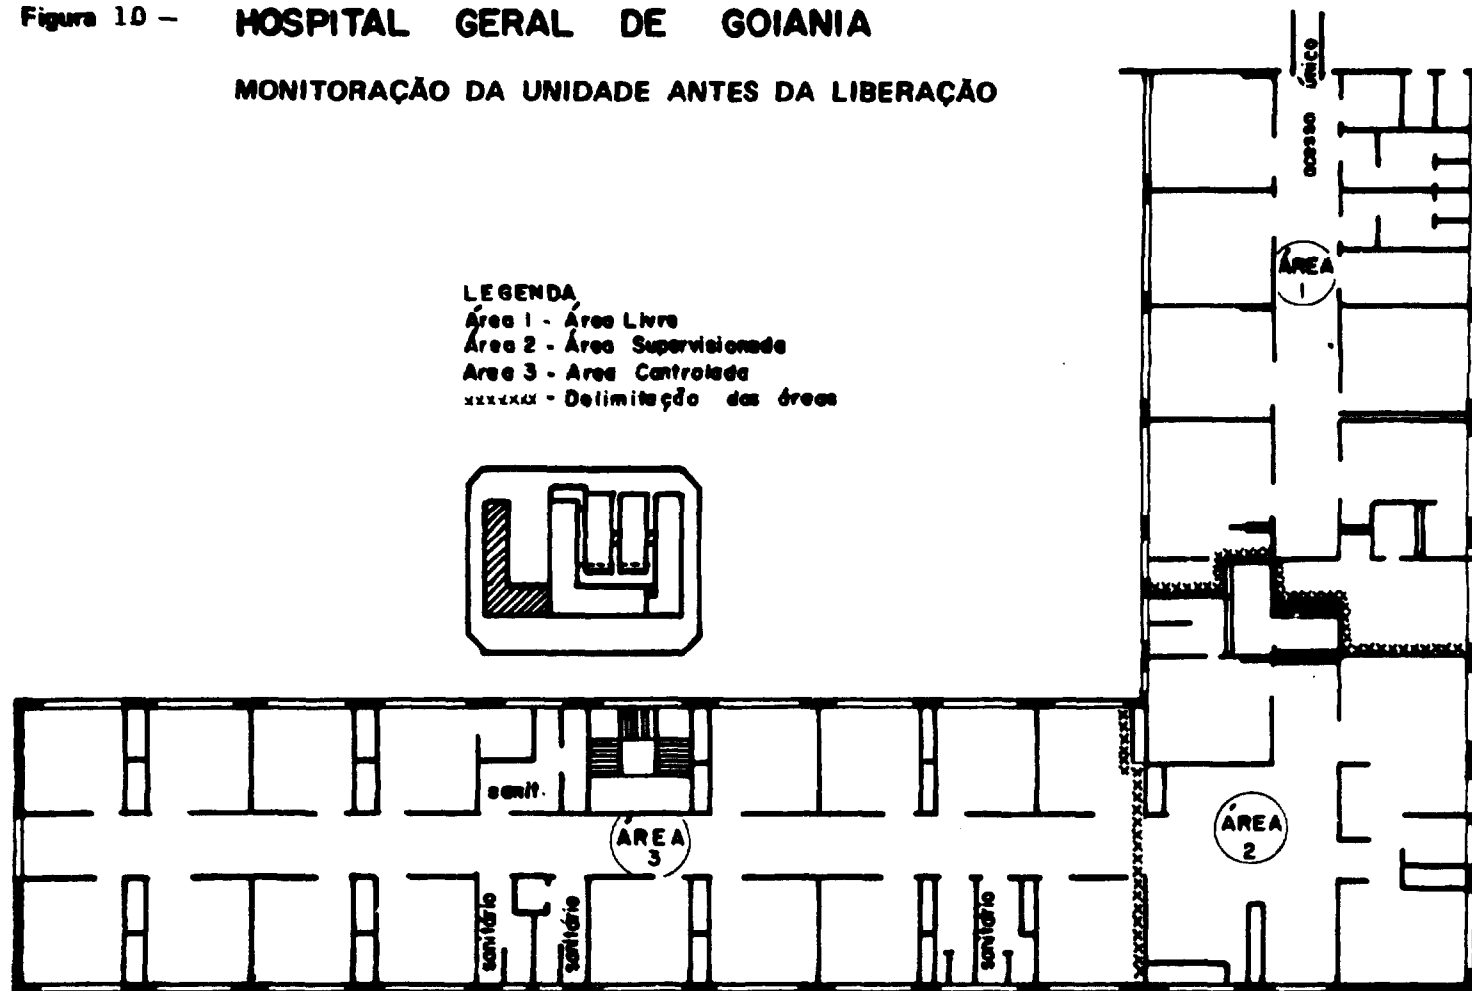 Figura 10 - HOSPITAL GERAL DE GOIANIA
MONITORAÇÃO DA UNIDADE ANTES DA LIBERAÇÃO
acesso ÚNICO
ÁREA
1
LEGENDA
Área 1 - Área Livre
Área 2 - Área Supervisionada
Area 3 - Area Controlada
xxxxxxx - Delimitação das áreas
sanit.
ÁREA
3
ÁREA
2
sanitário
sanitário
sanitário